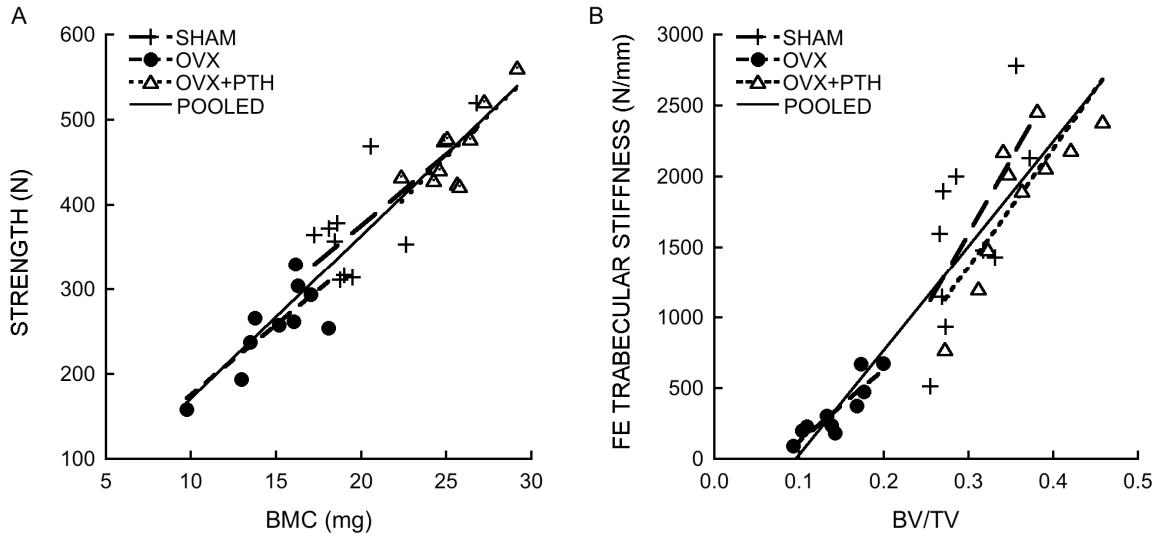 A
STRENGTH (N)
600
500
400
300
200
100
SHAM
OVX
OVX+PTH
POOLED
5 10 15 20 25 30
BMC (mg)
B
FE TRABECULAR STIFFNESS (N/mm)
3000
2500
2000
1500
1000
500
0
SHAM
OVX
OVX+PTH
POOLED
0.0 0.1 0.2 0.3 0.4 0.5
BV/TV